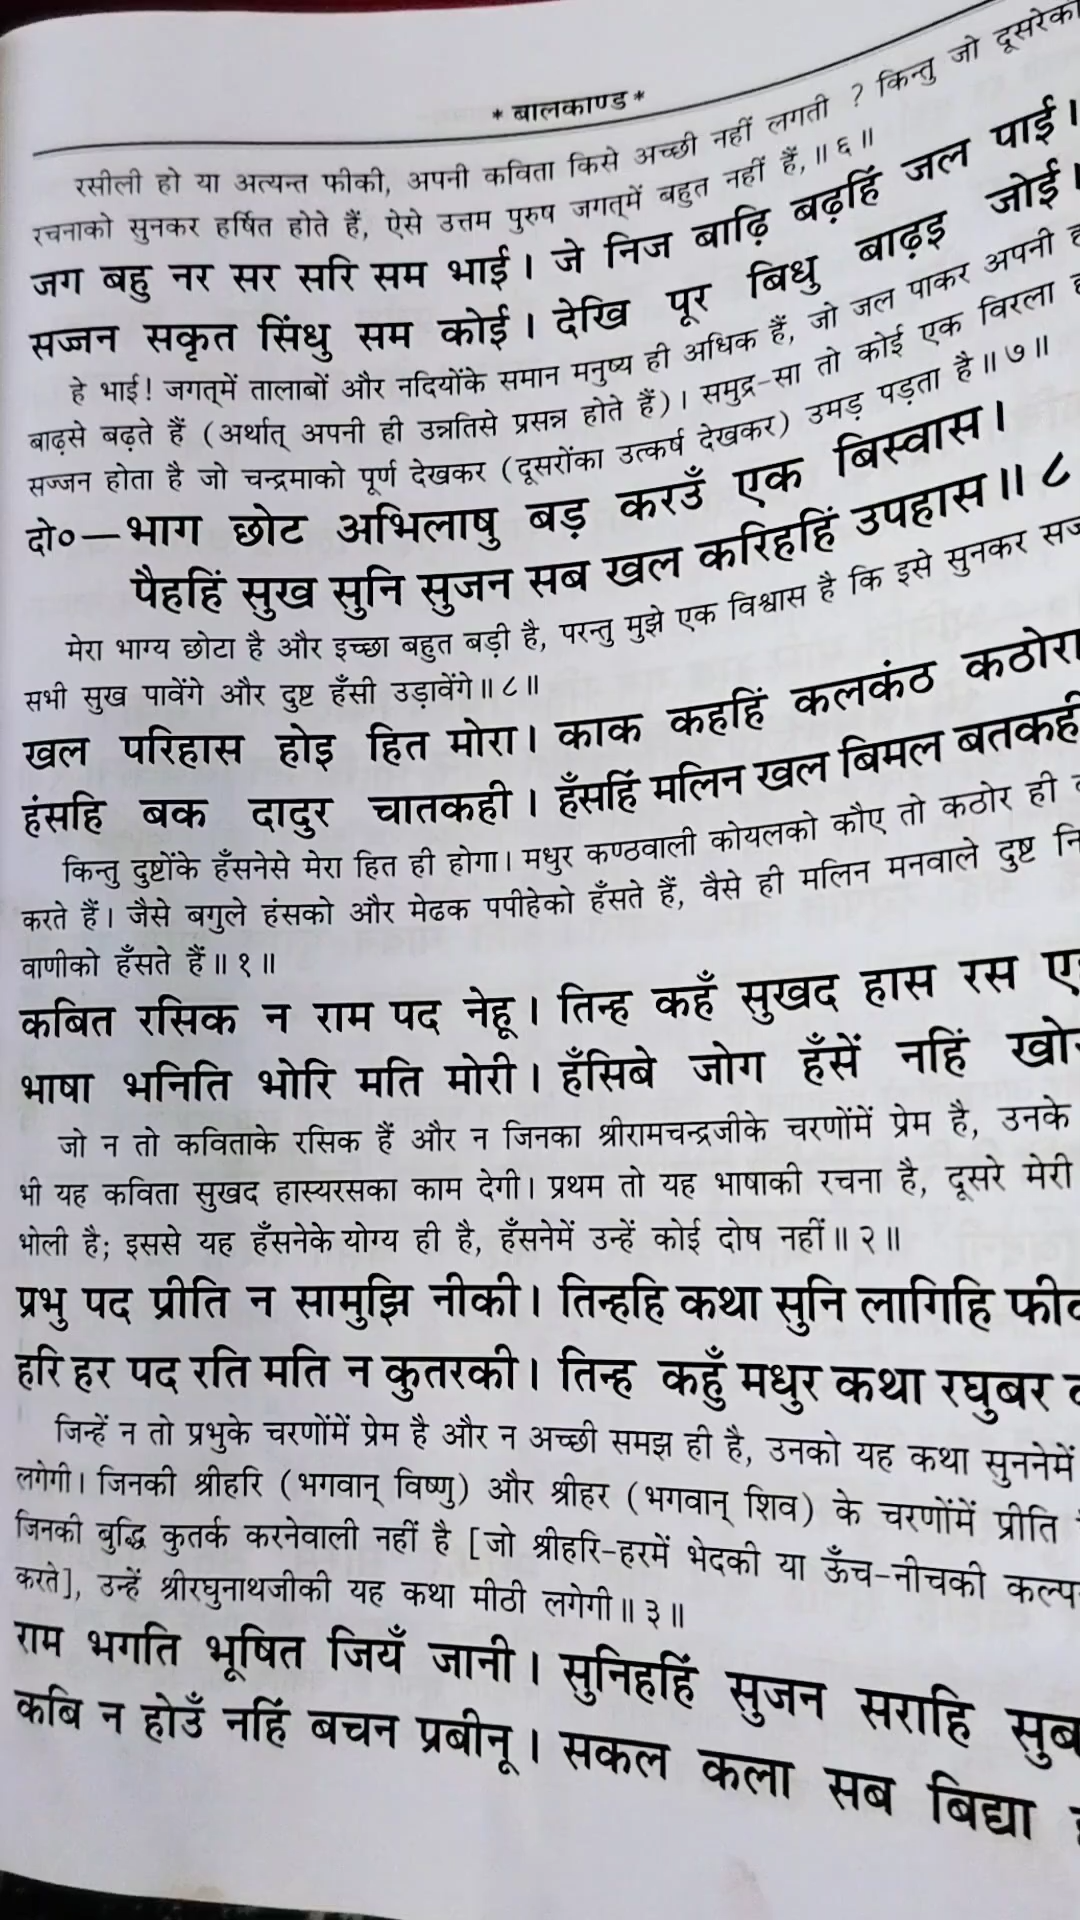 * बालकाण्ड *
रसीली हो या अत्यन्त फीकी, अपनी कविता किसे अच्छी नहीं लगती ? किन्तु जो दूसरेकी
रचनाको सुनकर हर्षित होते हैं, ऐसे उत्तम पुरुष जगत्‌में बहुत नहीं हैं, ॥ ६ ॥
जग बहु नर सर सरि सम भाई। जे निज बाढ़ि बढ़हिं जल पाई।
सज्जन सकृत सिंधु सम कोई। देखि पूर बिधु बाढ़इ जोई।
हे भाई! जगत्‌में तालाबों और नदियोंके समान मनुष्य ही अधिक हैं, जो जल पाकर अपनी
बाढ़से बढ़ते हैं (अर्थात् अपनी ही उन्नतिसे प्रसन्न होते हैं)। समुद्र-सा तो कोई एक विरला
सज्जन होता है जो चन्द्रमाको पूर्ण देखकर (दूसरोंका उत्कर्ष देखकर) उमड़ पड़ता है॥ ७ ॥
दो०—भाग छोट अभिलाषु बड़ करउँ एक बिस्वास।
पैहहिं सुख सुनि सुजन सब खल करिहहिं उपहास॥ ८
मेरा भाग्य छोटा है और इच्छा बहुत बड़ी है, परन्तु मुझे एक विश्वास है कि इसे सुनकर
सभी सुख पावेंगे और दुष्ट हँसी उड़ावेंगे॥ ८॥
खल परिहास होइ हित मोरा। काक कहहिं कलकंठ कठोरा
हंसहि बक दादुर चातकही। हँसहिं मलिन खल बिमल बतकही
किन्तु दुष्टोंके हँसनेसे मेरा हित ही होगा। मधुर कण्ठवाली कोयलको कौए तो कठोर ही
करते हैं। जैसे बगुले हंसको और मेढक पपीहेको हँसते हैं, वैसे ही मलिन मनवाले दुष्ट
वाणीको हँसते हैं॥ १ ॥
कबित रसिक न राम पद नेहू। तिन्ह कहँ सुखद हास रस
भाषा भनिति भोरि मति मोरी। हँसिबे जोग हँसें नहिं
जो न तो कविताके रसिक हैं और न जिनका श्रीरामचन्द्रजीके चरणोंमें प्रेम है, उनके
भी यह कविता सुखद हास्यरसका काम देगी। प्रथम तो यह भाषाकी रचना है, दूसरे मेरी
भोली है; इससे यह हँसनेके योग्य ही है, हँसनेमें उन्हें कोई दोष नहीं॥ २ ॥
प्रभु पद प्रीति न सामुझि नीकी। तिन्हहि कथा सुनि लागिहि
हरि हर पद रति मति न कुतरकी। तिन्ह कहुँ मधुर कथा रघुबर
जिन्हें न तो प्रभुके चरणोंमें प्रेम है और न अच्छी समझ ही है, उनको यह कथा सुननेमें
लगेगी। जिनकी श्रीहरि (भगवान् विष्णु) और श्रीहर (भगवान् शिव) के चरणोंमें प्रीति
जिनकी बुद्धि कुतर्क करनेवाली नहीं है [जो श्रीहरि-हरमें भेदकी या ऊँच-नीचकी
करते], उन्हें श्रीरघुनाथजीकी यह कथा मीठी लगेगी॥ ३ ॥
राम भगति भूषित जियँ जानी। सुनिहहिं सुजन सराहि
कबि न होउँ नहिं बचन प्रबीनू। सकल कला सब बिद्या